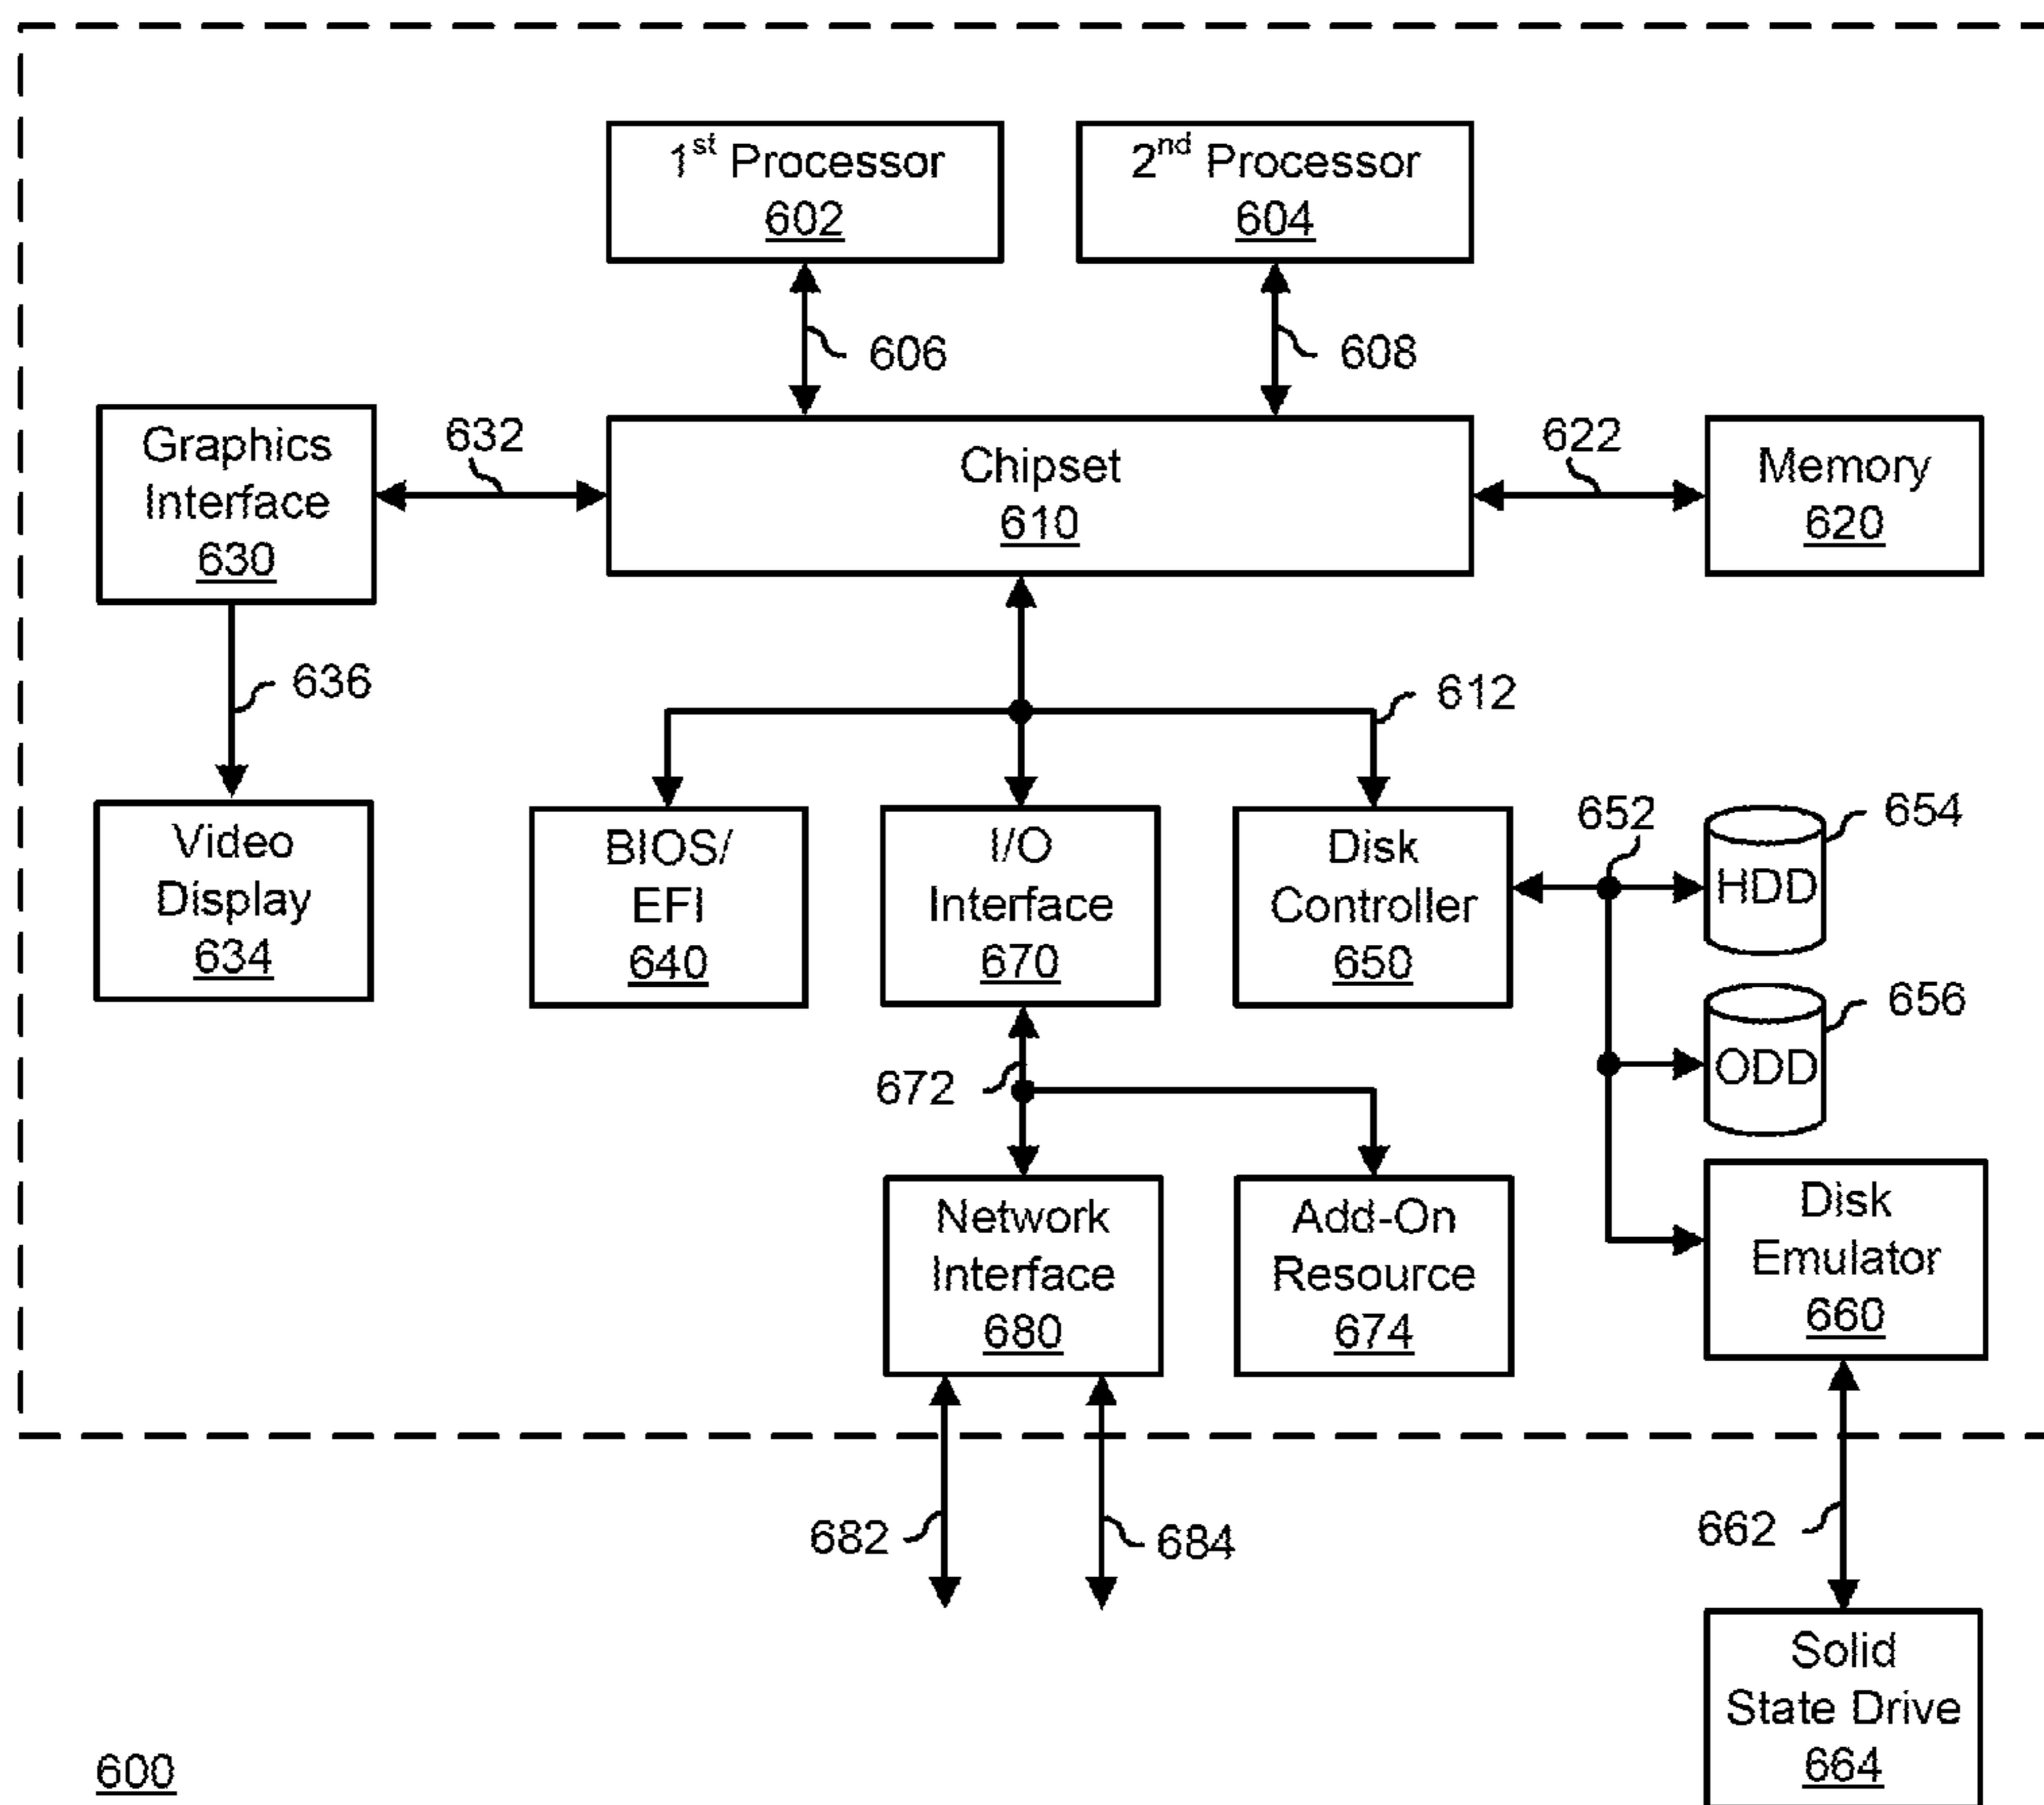 1st Processor
602
2nd Processor
604
606
608
Graphics
Interface
630
632
Chipset
610
622
Memory
620
636
612
Video
Display
634
BIOS/
EFI
640
I/O
Interface
670
Disk
Controller
650
652
HDD
654
ODD
656
672
Network
Interface
680
Add-On
Resource
674
Disk
Emulator
660
682
684
662
Solid
State Drive
664
600